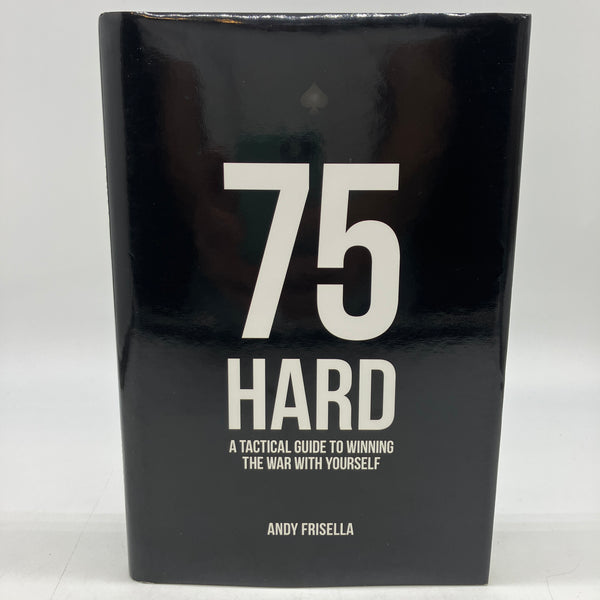 75
HARD
A TACTICAL GUIDE TO WINNING
THE WAR WITH YOURSELF
ANDY FRISELLA